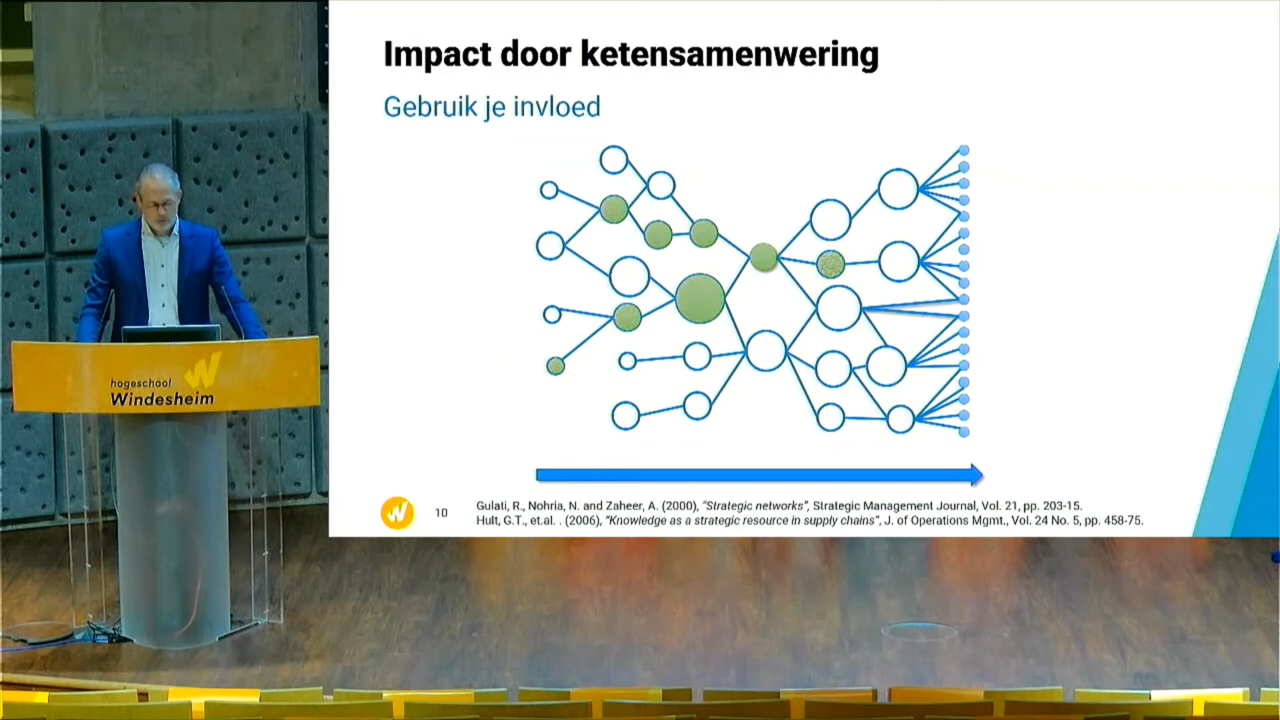 Impact door ketensamenwering
Gebruik je invloed
hogeschool
Windesheim
10
Gulati, R., Nohria, N. and Zaheer, A. (2000), "Strategic networks", Strategic Management Journal, Vol. 21, pp. 203-15.
Hult, G.T., et.al. . (2006), "Knowledge as a strategic resource in supply chains", J. of Operations Mgmt., Vol. 24 No. 5, pp. 458-75.